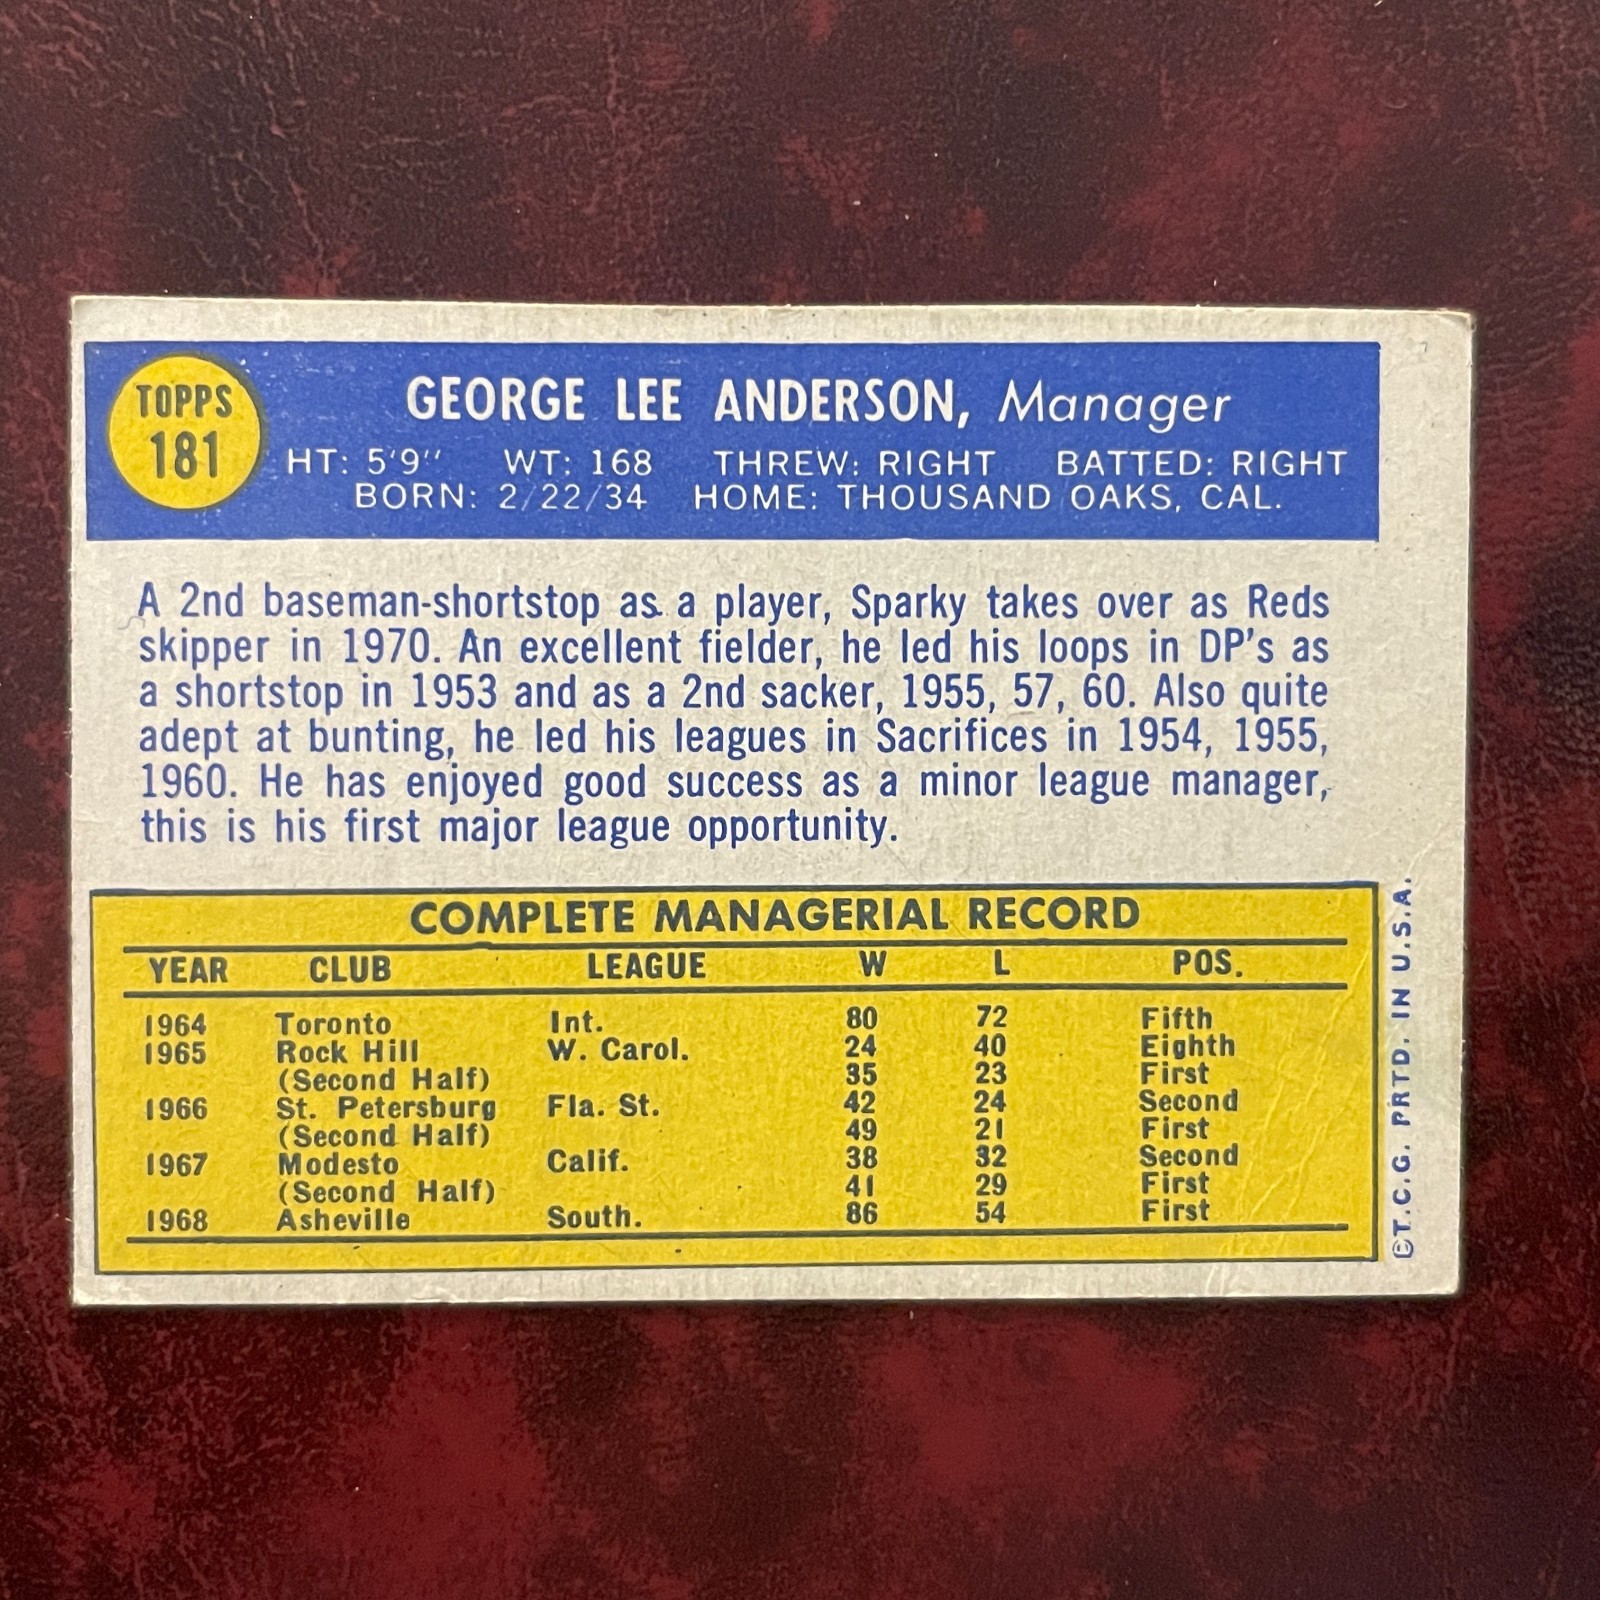 TOPPS
181
GEORGE LEE ANDERSON, Manager
HT: 5'9" WT: 168 THREW: RIGHT BATTED: RIGHT
BORN: 2/22/34 HOME: THOUSAND OAKS, CAL.
A 2nd baseman-shortstop as a player, Sparky takes over as Reds
skipper in 1970. An excellent fielder, he led his loops in DP's as
a shortstop in 1953 and as a 2nd sacker, 1955, 57, 60. Also quite
adept at bunting, he led his leagues in Sacrifices in 1954, 1955,
1960. He has enjoyed good success as a minor league manager,
this is his first major league opportunity.
COMPLETE MANAGERIAL RECORD
YEAR CLUB LEAGUE W L POS.
1964 Toronto Int. 80 72 Fifth
1965 Rock Hill W. Carol. 24 40 Eighth
(Second Half) 35 23 First
1966 St. Petersburg Fla. St. 42 24 Second
(Second Half) 49 21 First
1967 Modesto Calif. 38 32 Second
(Second Half) 41 29 First
1968 Asheville South. 86 54 First
©T.C.G. PRTD. IN U.S.A.